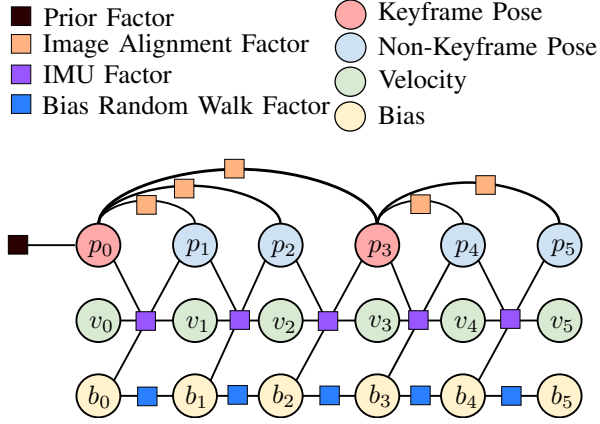 Prior Factor
Image Alignment Factor
IMU Factor
Bias Random Walk Factor
Keyframe Pose
Non-Keyframe Pose
Velocity
Bias
p0 p1 p2 p3 p4 p5
v0 v1 v2 v3 v4 v5
b0 b1 b2 b3 b4 b5